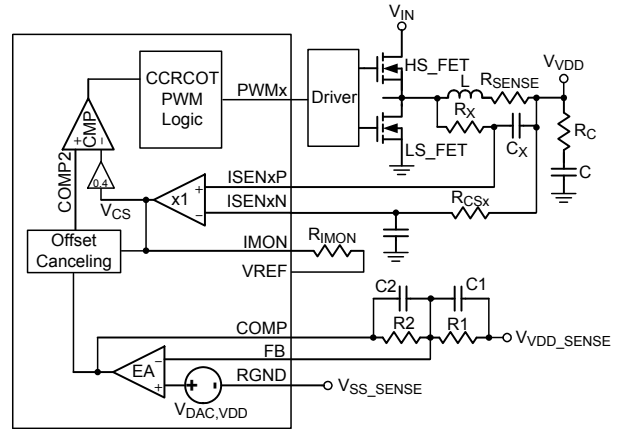 VIN
HS_FET
VVDD
CCRCOT
PWM
Logic
PWMx
Driver
L
RSENSE
RX
CX
LS_FET
RC
C
CMP
+
-
COMP2
0.4
VCS
x1
+
-
ISENxP
ISENxN
RCSx
Offset
Canceling
IMON
RIMON
VREF
C2
C1
COMP
R2
R1
VVDD_SENSE
FB
EA
-
+
+
-
RGND
VSS_SENSE
VDAC,VDD